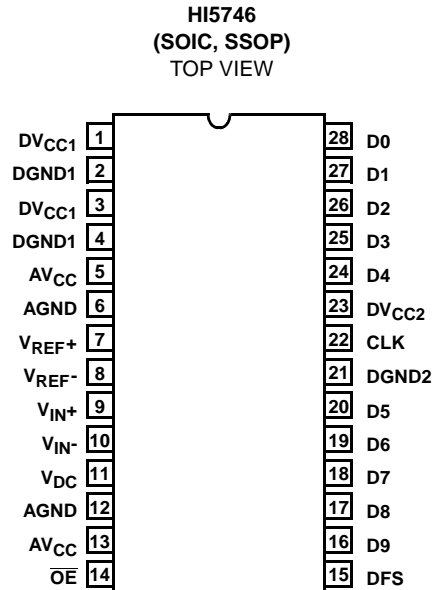 HI5746
(SOIC, SSOP)
TOP VIEW
DVCC1 1 28 D0
DGND1 2 27 D1
DVCC1 3 26 D2
DGND1 4 25 D3
AVCC 5 24 D4
AGND 6 23 DVCC2
VREF+ 7 22 CLK
VREF- 8 21 DGND2
VIN+ 9 20 D5
VIN- 10 19 D6
VDC 11 18 D7
AGND 12 17 D8
AVCC 13 16 D9
O̅E̅ 14 15 DFS